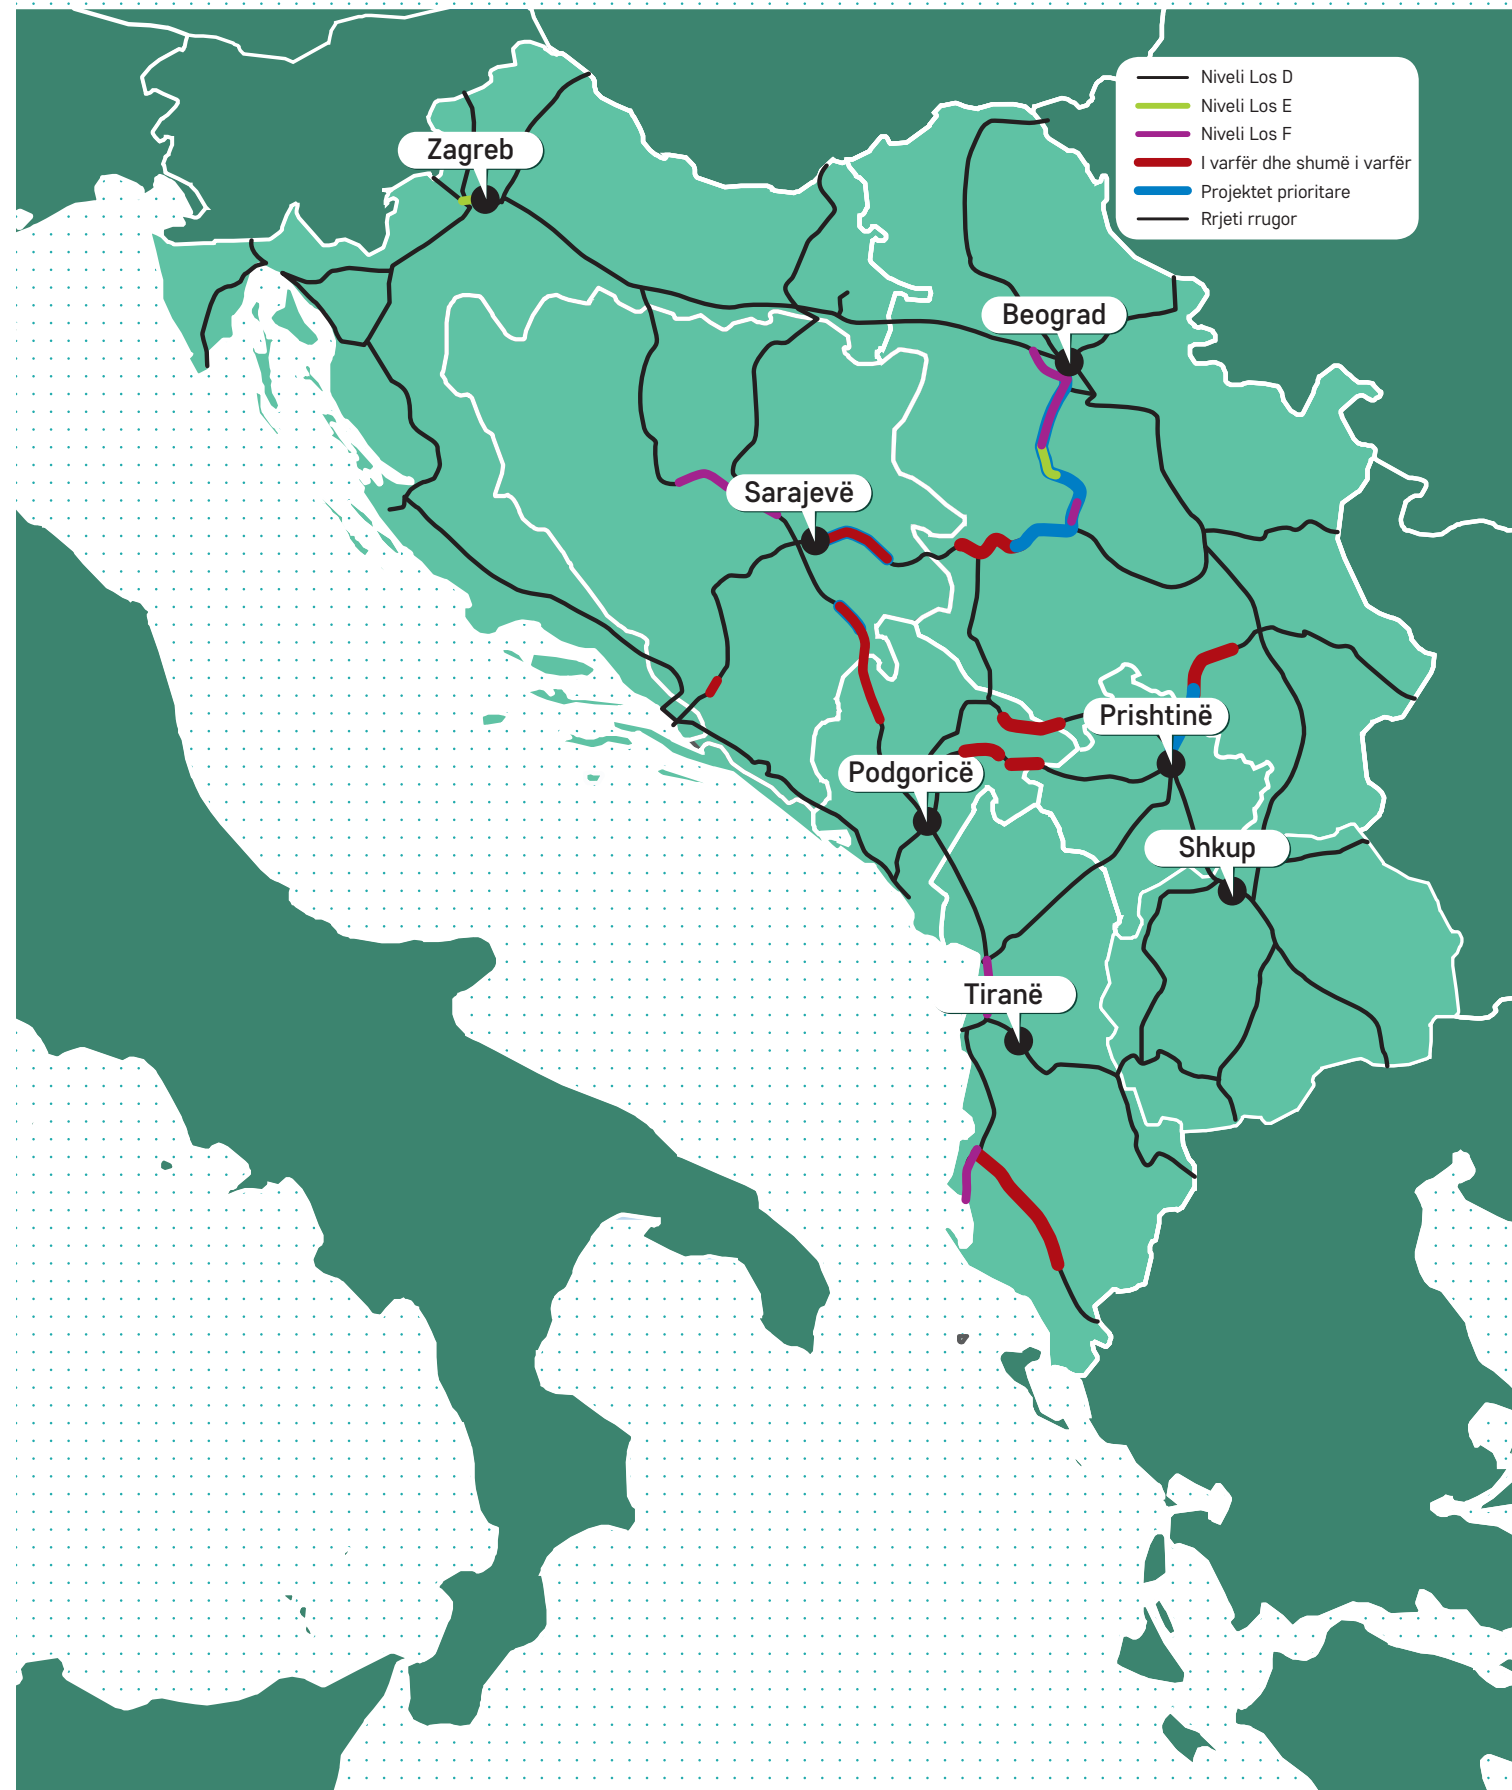 Niveli Los D
Niveli Los E
Niveli Los F
I varfër dhe shumë i varfër
Projektet prioritare
Rrjeti rrugor
Zagreb
Beograd
Sarajevë
Prishtinë
Podgoricë
Shkup
Tiranë